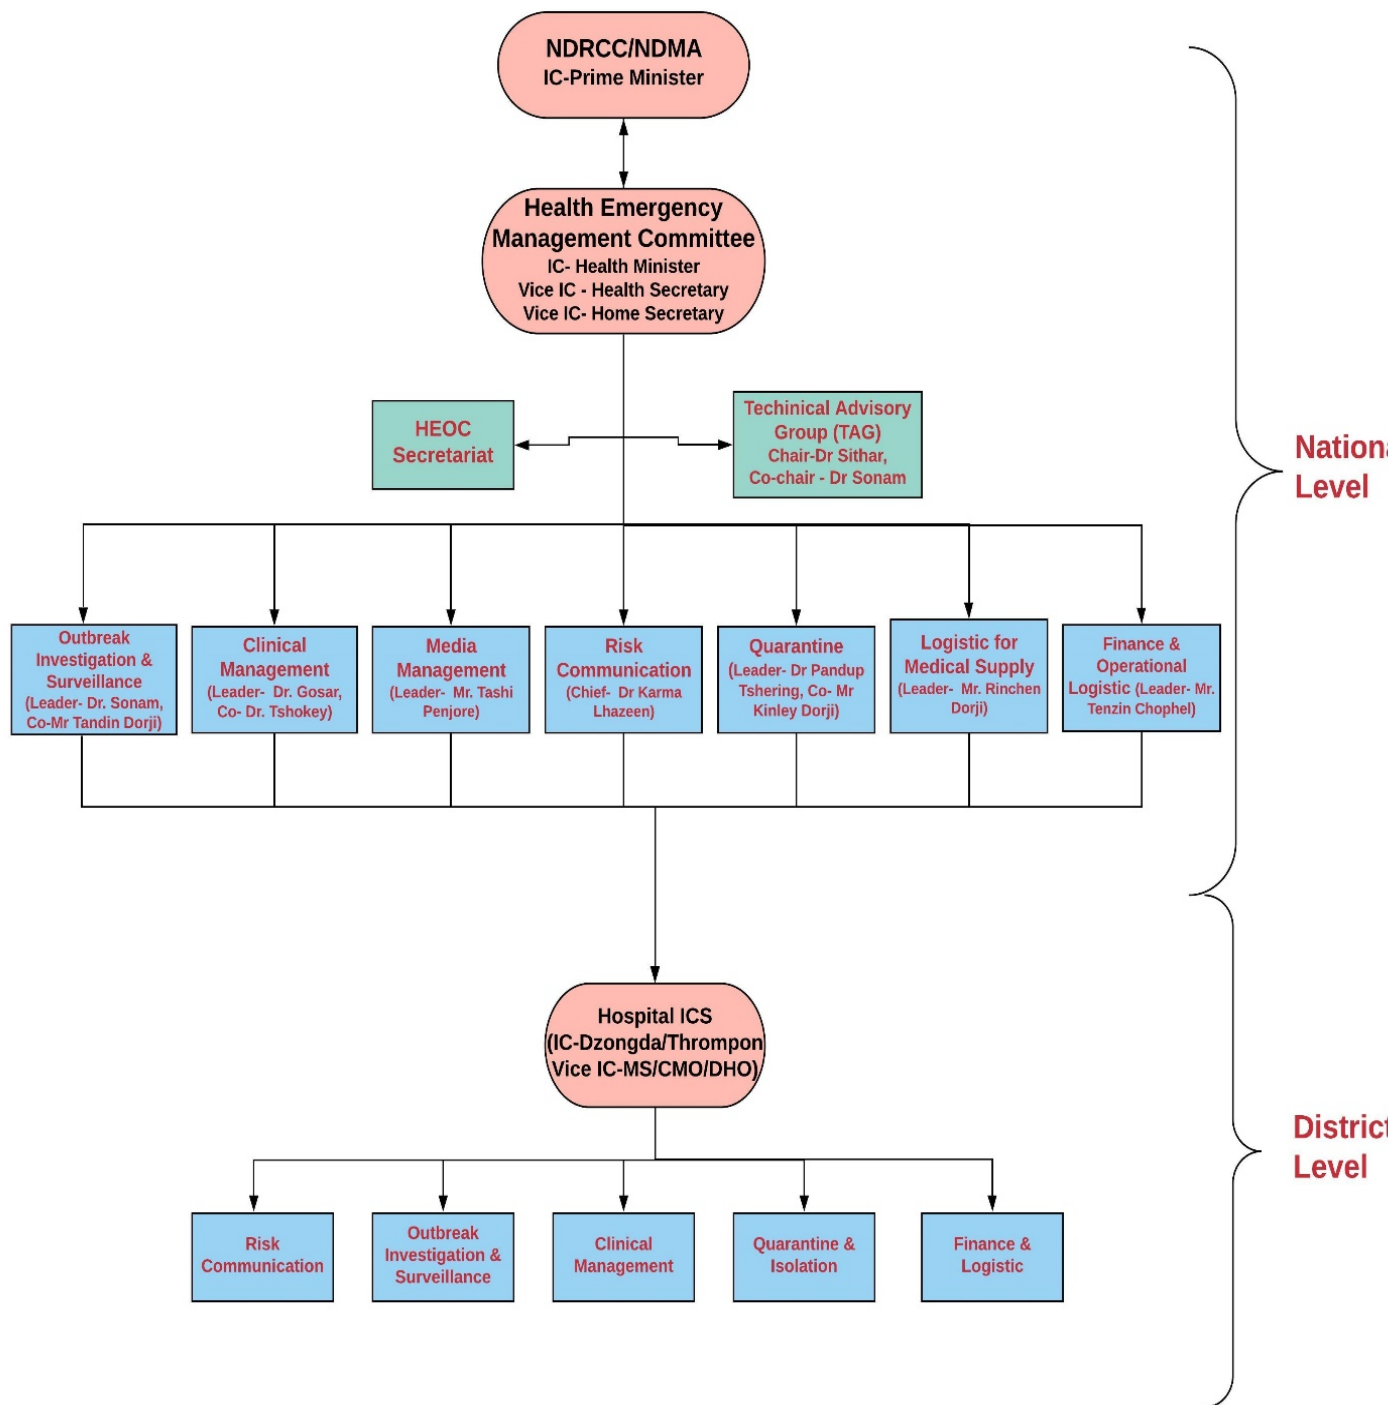 NDRCC/NDMA
IC-Prime Minister
Health Emergency
Management Committee
IC- Health Minister
Vice IC - Health Secretary
Vice IC- Home Secretary
HEOC
Secretariat
Techinical Advisory
Group (TAG)
Chair-Dr Sithar,
Co-chair - Dr Sonam
Nationa
Level
Outbreak
Investigation &
Surveillance
(Leader- Dr. Sonam,
Co-Mr Tandin Dorji)
Clinical
Management
(Leader-  Dr. Gosar,
Co- Dr. Tshokey)
Media
Management
(Leader-  Mr. Tashi
Penjore)
Risk
Communication
(Chief-  Dr Karma
Lhazeen)
Quarantine
(Leader- Dr Pandup
Tshering, Co- Mr
Kinley Dorji)
Logistic for
Medical Supply
(Leader-  Mr. Rinchen
Dorji)
Finance &
Operational
Logistic (Leader- Mr.
Tenzin Chophel)
Hospital ICS
(IC-Dzongda/Thrompon
Vice IC-MS/CMO/DHO)
District
Level
Risk
Communication
Outbreak
Investigation &
Surveillance
Clinical
Management
Quarantine &
Isolation
Finance &
Logistic